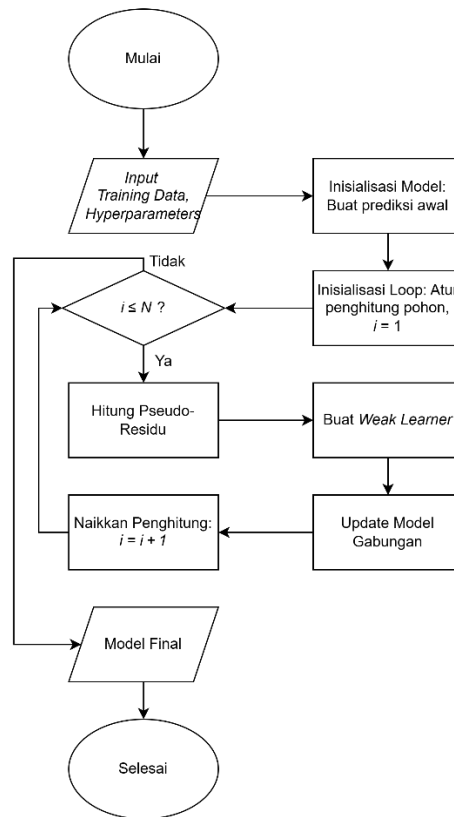 Mulai
Input
Training Data,
Hyperparameters
Inisialisasi Model:
Buat prediksi awal
Inisialisasi Loop: Atur
penghitung pohon,
i = 1
Tidak
i ≤ N ?
Ya
Hitung Pseudo-
Residu
Buat Weak Learner
Update Model
Gabungan
Naikkan Penghitung:
i = i + 1
Model Final
Selesai